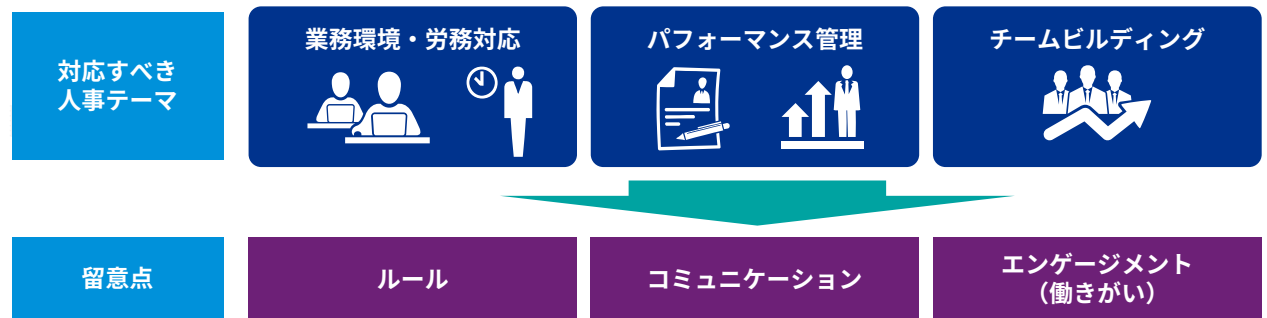 対応すべき
人事テーマ
業務環境・労務対応
パフォーマンス管理
チームビルディング
留意点
ルール
コミュニケーション
エンゲージメント
（働きがい）